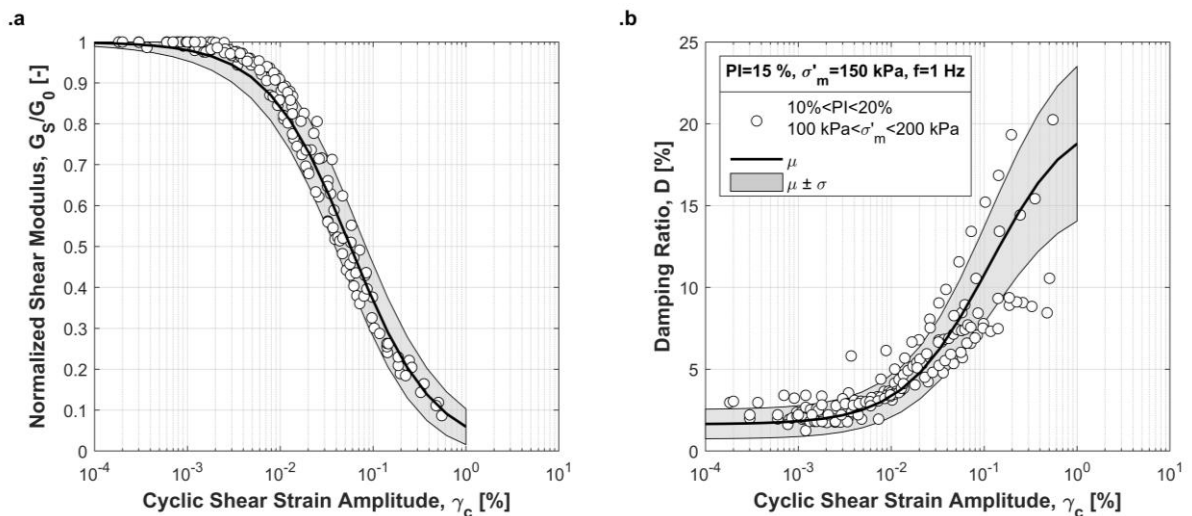 .a
Normalized Shear Modulus, G_S/G_0 [-]
1
0.9
0.8
0.7
0.6
0.5
0.4
0.3
0.2
0.1
0
10^-4
10^-3
10^-2
10^-1
10^0
10^1
Cyclic Shear Strain Amplitude, γ_c [%]
.b
Damping Ratio, D [%]
25
20
15
10
5
0
PI=15 %, σ'_m=150 kPa, f=1 Hz
10%<PI<20%
100 kPa<σ'_m<200 kPa
μ
μ ± σ
10^-4
10^-3
10^-2
10^-1
10^0
10^1
Cyclic Shear Strain Amplitude, γ_c [%]